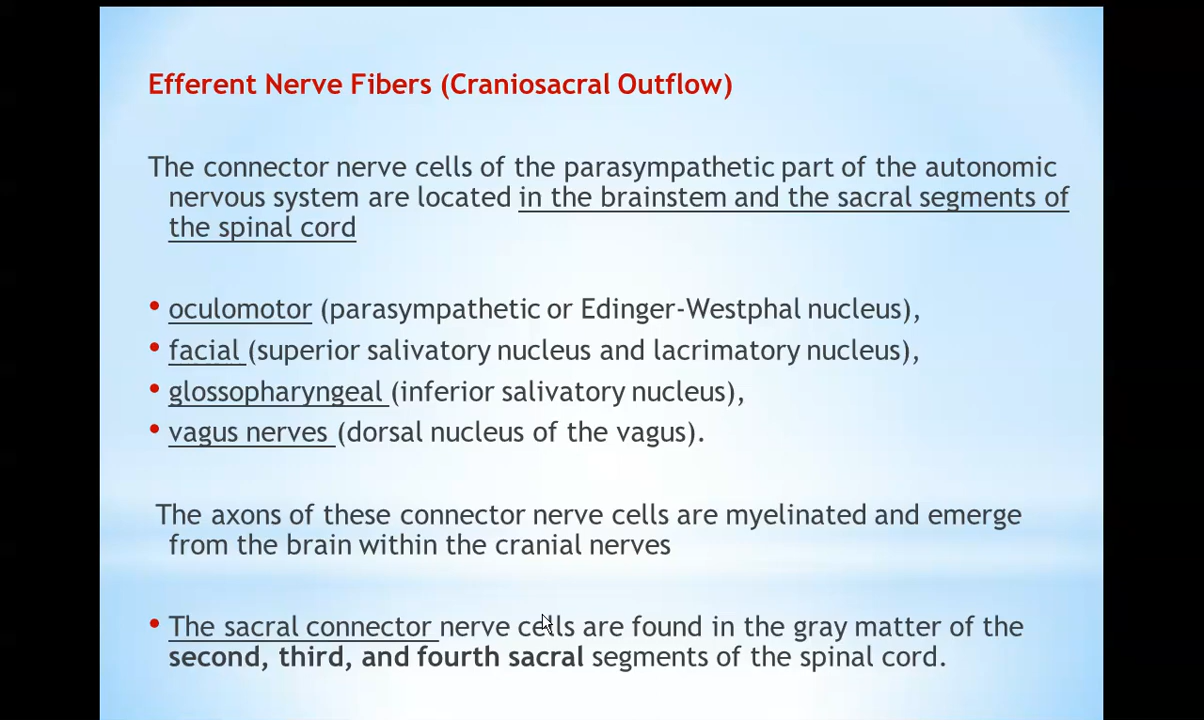 Efferent Nerve Fibers (Craniosacral Outflow)
The connector nerve cells of the parasympathetic part of the autonomic
nervous system are located in the brainstem and the sacral segments of
the spinal cord
• oculomotor (parasympathetic or Edinger-Westphal nucleus),
• facial (superior salivatory nucleus and lacrimatory nucleus),
• glossopharyngeal (inferior salivatory nucleus),
• vagus nerves (dorsal nucleus of the vagus).
The axons of these connector nerve cells are myelinated and emerge
from the brain within the cranial nerves
• The sacral connector nerve cells are found in the gray matter of the
second, third, and fourth sacral segments of the spinal cord.